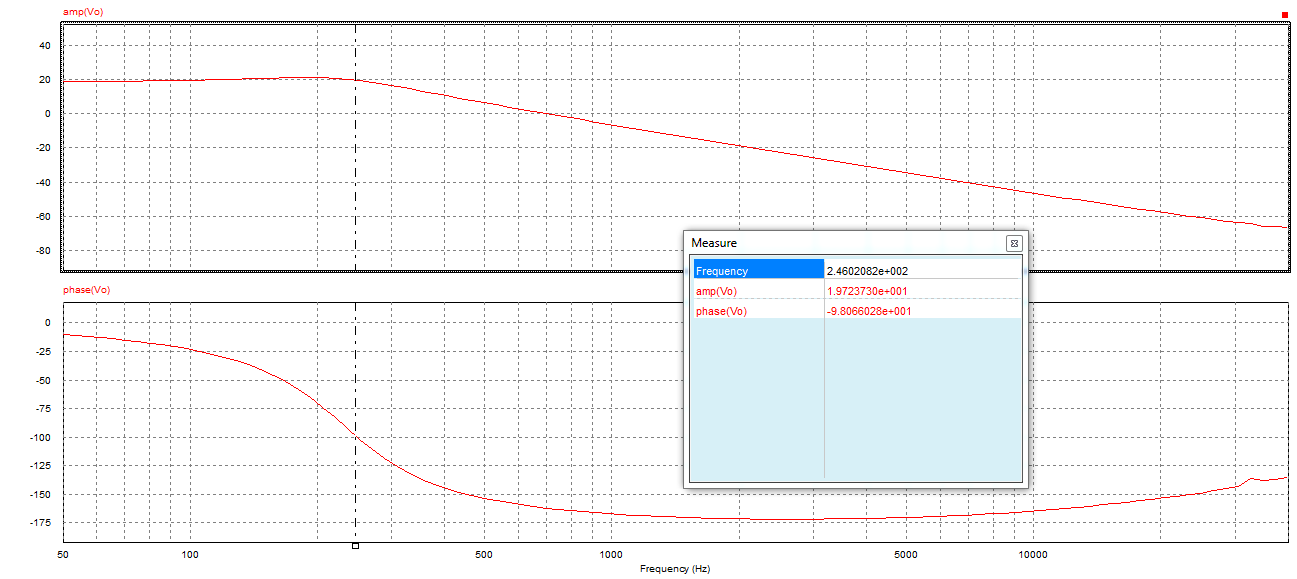 amp(Vo)
40
20
0
-20
-40
-60
-80
Measure
Frequency 2.4602082e+002
amp(Vo) 1.9723730e+001
phase(Vo) -9.8066028e+001
phase(Vo)
0
-25
-50
-75
-100
-125
-150
-175
50 100 500 1000 5000 10000
Frequency (Hz)